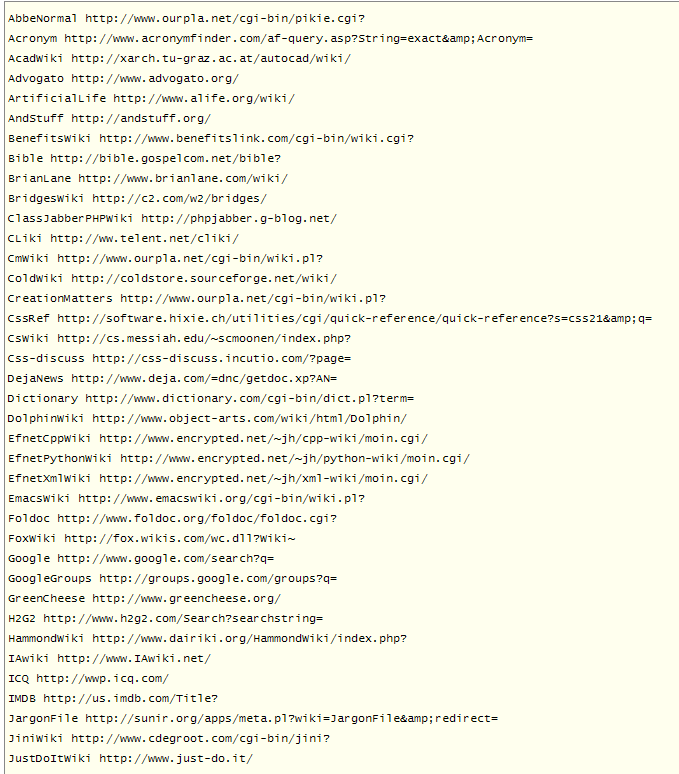 AbbeNormal http://www.ourpla.net/cgi-bin/pikie.cgi?
Acronym http://www.acronymfinder.com/af-query.asp?String=exact&amp;Acronym=
AcadWiki http://xarch.tu-graz.ac.at/autocad/wiki/
Advogato http://www.advogato.org/
ArtificialLife http://www.alife.org/wiki/
AndStuff http://andstuff.org/
BenefitsWiki http://www.benefitslink.com/cgi-bin/wiki.cgi?
Bible http://bible.gospelcom.net/bible?
BrianLane http://www.brianlane.com/wiki/
BridgesWiki http://c2.com/w2/bridges/
ClassJabberPHPWiki http://phpjabber.g-blog.net/
CLiki http://ww.telent.net/cliki/
CmWiki http://www.ourpla.net/cgi-bin/wiki.pl?
ColdWiki http://coldstore.sourceforge.net/wiki/
CreationMatters http://www.ourpla.net/cgi-bin/wiki.pl?
CssRef http://software.hixie.ch/utilities/cgi/quick-reference/quick-reference?s=css21&amp;q=
CsWiki http://cs.messiah.edu/~scmoonen/index.php?
Css-discuss http://css-discuss.incutio.com/?page=
DejaNews http://www.deja.com/=dnc/getdoc.xp?AN=
Dictionary http://www.dictionary.com/cgi-bin/dict.pl?term=
DolphinWiki http://www.object-arts.com/wiki/html/Dolphin/
EfnetCppWiki http://www.encrypted.net/~jh/cpp-wiki/moin.cgi/
EfnetPythonWiki http://www.encrypted.net/~jh/python-wiki/moin.cgi/
EfnetXmlWiki http://www.encrypted.net/~jh/xml-wiki/moin.cgi/
EmacsWiki http://www.emacswiki.org/cgi-bin/wiki.pl?
Foldoc http://www.foldoc.org/foldoc/foldoc.cgi?
FoxWiki http://fox.wikis.com/wc.dll?Wiki~
Google http://www.google.com/search?q=
GoogleGroups http://groups.google.com/groups?q=
GreenCheese http://www.greencheese.org/
H2G2 http://www.h2g2.com/Search?searchstring=
HammondWiki http://www.dairiki.org/HammondWiki/index.php?
IAwiki http://www.IAwiki.net/
ICQ http://wwp.icq.com/
IMDB http://us.imdb.com/Title?
JargonFile http://sunir.org/apps/meta.pl?wiki=JargonFile&amp;redirect=
JiniWiki http://www.cdegroot.com/cgi-bin/jini?
JustDoItWiki http://www.just-do.it/